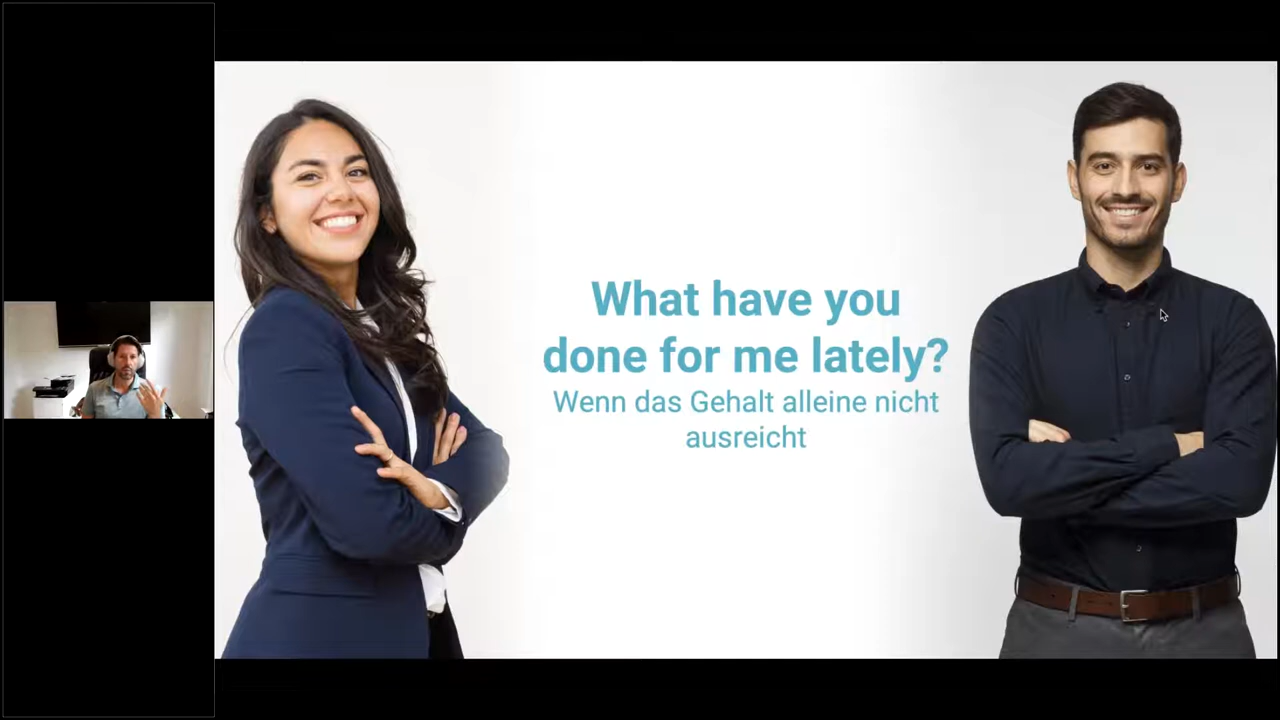 What have you
done for me lately?
Wenn das Gehalt alleine nicht
ausreicht